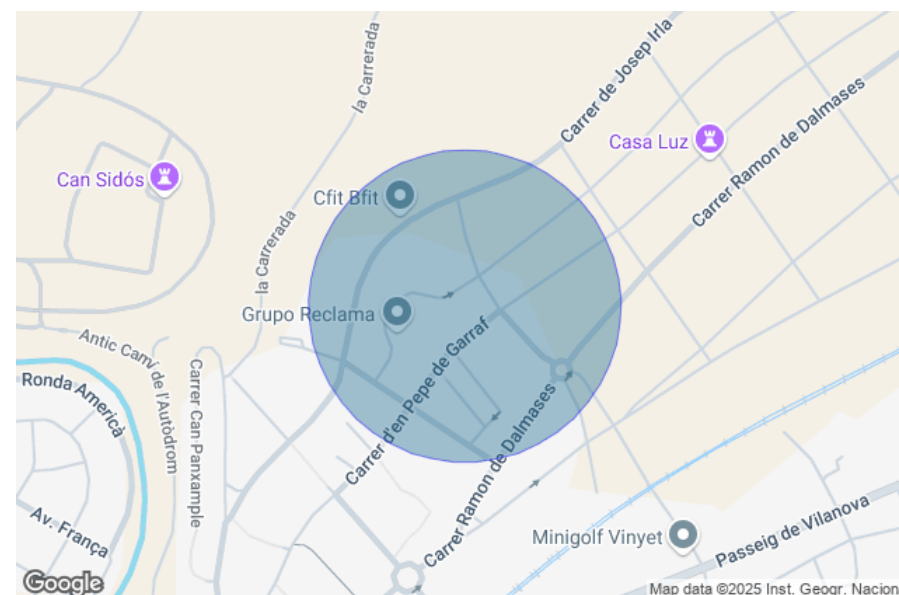 la Carrerada
Carrer de Josep Irla
Casa Luz
Carrer Ramon de Dalmases
Can Sidós
Cfit Bfit
la Carrerada
Grupo Reclama
Antic Camí de l'Autòdrom
Carrer d'en Pepe de Garraf
Ronda Americà
Carrer Can Panxample
Carrer Ramon de Dalmases
Av. França
Minigolf Vinyet
Passeig de Vilanova
Google
Map data ©2025 Inst. Geogr. Nacion